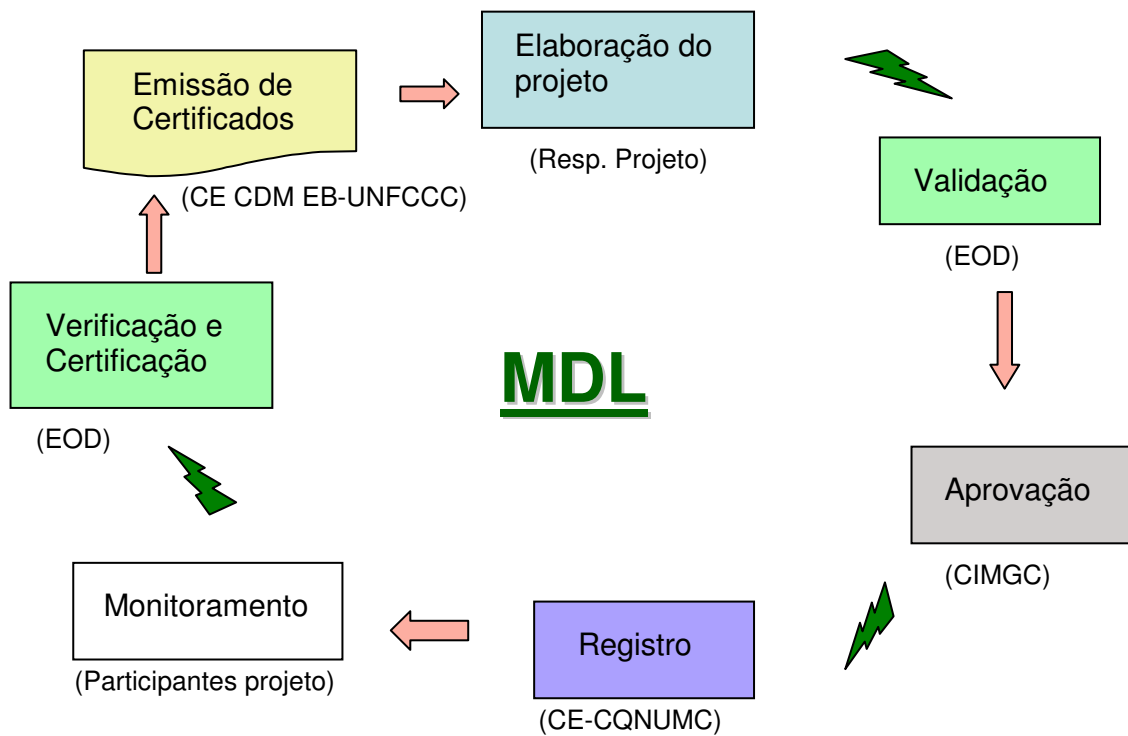 Elaboração do
projeto
(Resp. Projeto)
Validação
(EOD)
Aprovação
(CIMGC)
Registro
(CE-CQNUMC)
Monitoramento
(Participantes projeto)
Verificação e
Certificação
(EOD)
Emissão de
Certificados
(CE CDM EB-UNFCCC)
MDL